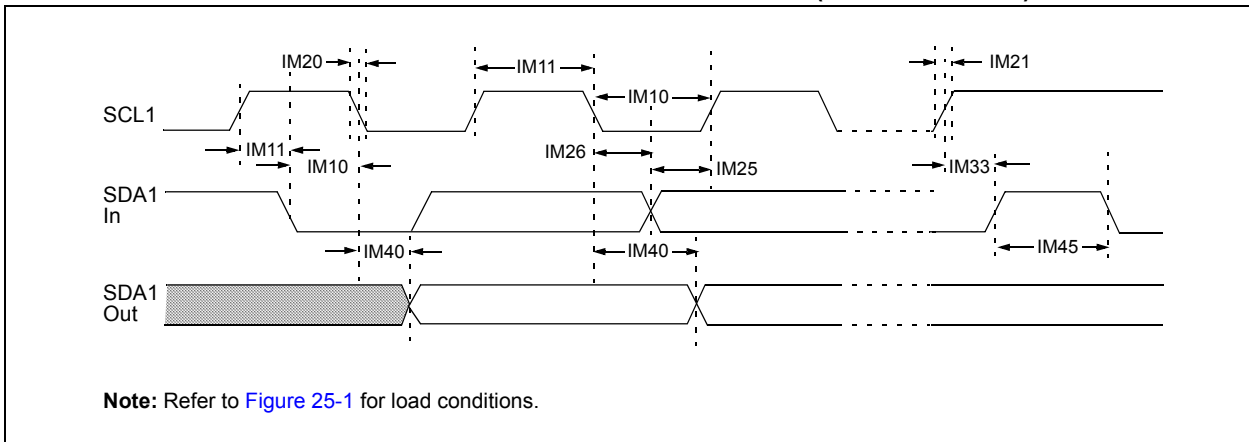 IM20
IM11
IM21
SCL1
IM10
IM11
IM10
IM26
IM25
IM33
SDA1
In
IM40
IM40
IM45
SDA1
Out
Note: Refer to Figure 25-1 for load conditions.